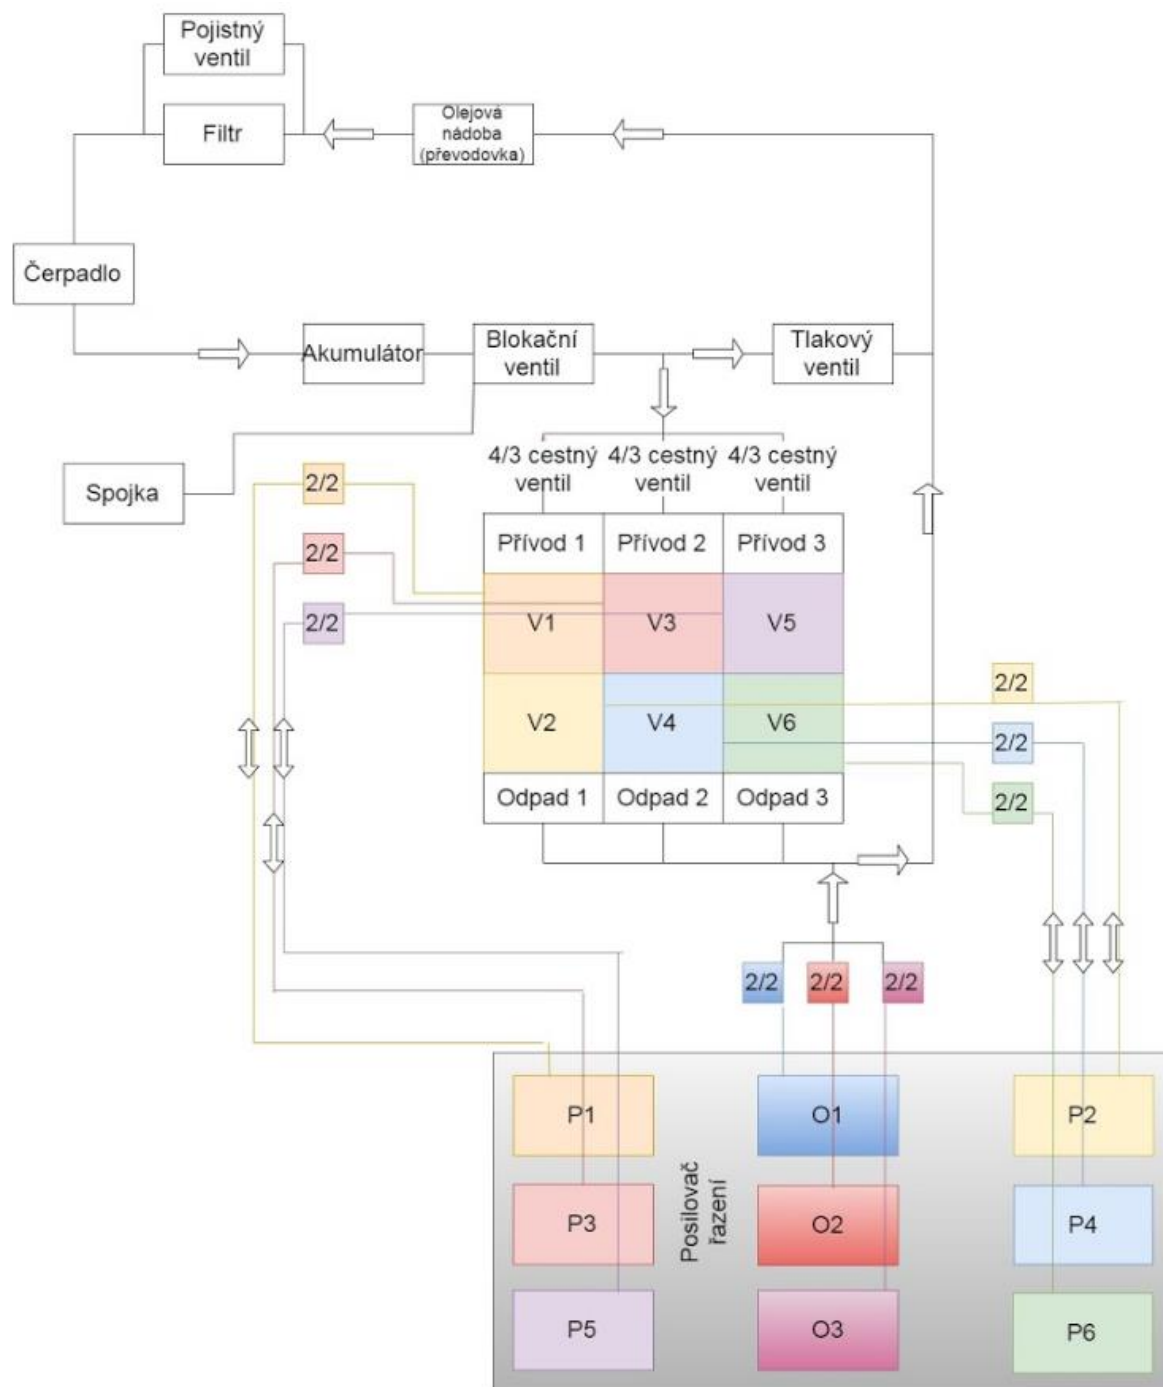 Pojistný
ventil
Filtr
Olejová
nádoba
(převodovka)
Čerpadlo
Akumulátor
Blokační
ventil
Tlakový
ventil
Spojka
4/3 cestný
ventil
4/3 cestný
ventil
4/3 cestný
ventil
2/2
2/2
2/2
Přívod 1
Přívod 2
Přívod 3
V1
V3
V5
V2
V4
V6
Odpad 1
Odpad 2
Odpad 3
2/2
2/2
2/2
2/2
2/2
2/2
P1
O1
P2
P3
Posilovač
řazení
O2
P4
P5
O3
P6